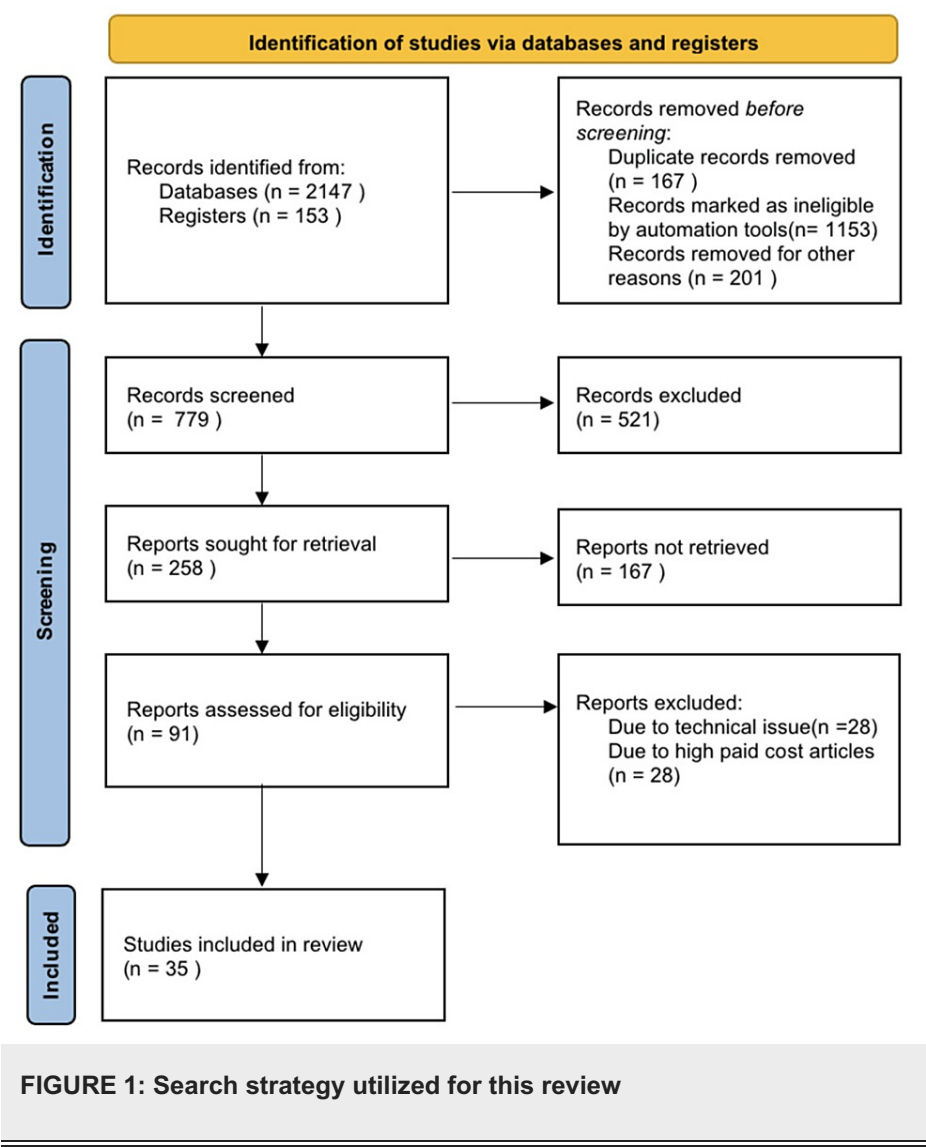 Identification of studies via databases and registers
Identification
Records identified from:
Databases (n = 2147 )
Registers (n = 153 )
Records removed before
screening:
Duplicate records removed
(n = 167 )
Records marked as ineligible
by automation tools(n= 1153)
Records removed for other
reasons (n = 201 )
Screening
Records screened
(n =  779 )
Records excluded
(n = 521)
Reports sought for retrieval
(n = 258 )
Reports not retrieved
(n = 167 )
Reports assessed for eligibility
(n = 91)
Reports excluded:
Due to technical issue(n =28)
Due to high paid cost articles
(n = 28)
Included
Studies included in review
(n = 35 )
FIGURE 1: Search strategy utilized for this review